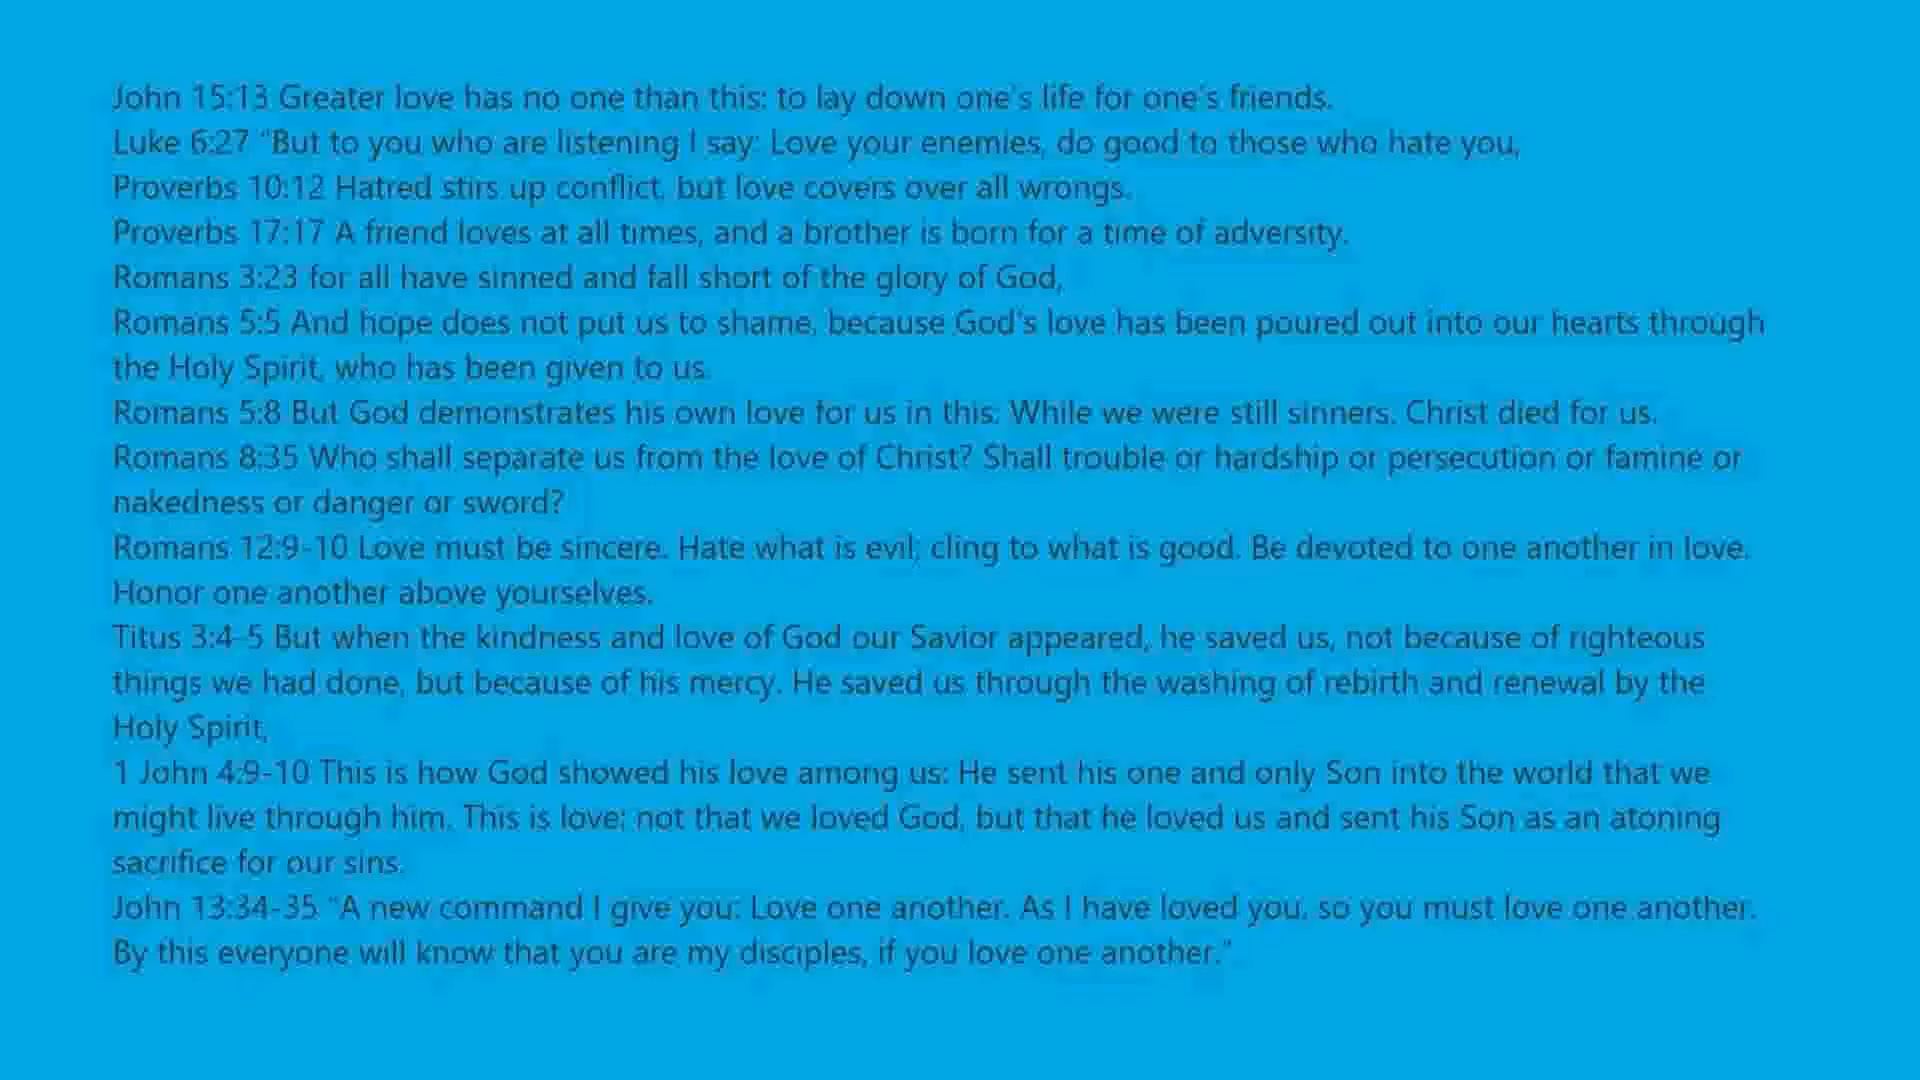 John 15:13 Greater love has no one than this: to lay down one's life for one's friends.
Luke 6:27 "But to you who are listening I say: Love your enemies, do good to those who hate you,
Proverbs 10:12 Hatred stirs up conflict, but love covers over all wrongs.
Proverbs 17:17 A friend loves at all times, and a brother is born for a time of adversity.
Romans 3:23 for all have sinned and fall short of the glory of God,
Romans 5:5 And hope does not put us to shame, because God's love has been poured out into our hearts through
the Holy Spirit, who has been given to us.
Romans 5:8 But God demonstrates his own love for us in this: While we were still sinners, Christ died for us.
Romans 8:35 Who shall separate us from the love of Christ? Shall trouble or hardship or persecution or famine or
nakedness or danger or sword?
Romans 12:9-10 Love must be sincere. Hate what is evil; cling to what is good. Be devoted to one another in love.
Honor one another above yourselves.
Titus 3:4-5 But when the kindness and love of God our Savior appeared, he saved us, not because of righteous
things we had done, but because of his mercy. He saved us through the washing of rebirth and renewal by the
Holy Spirit,
1 John 4:9-10 This is how God showed his love among us: He sent his one and only Son into the world that we
might live through him. This is love: not that we loved God, but that he loved us and sent his Son as an atoning
sacrifice for our sins.
John 13:34-35 "A new command I give you: Love one another. As I have loved you, so you must love one another.
By this everyone will know that you are my disciples, if you love one another."